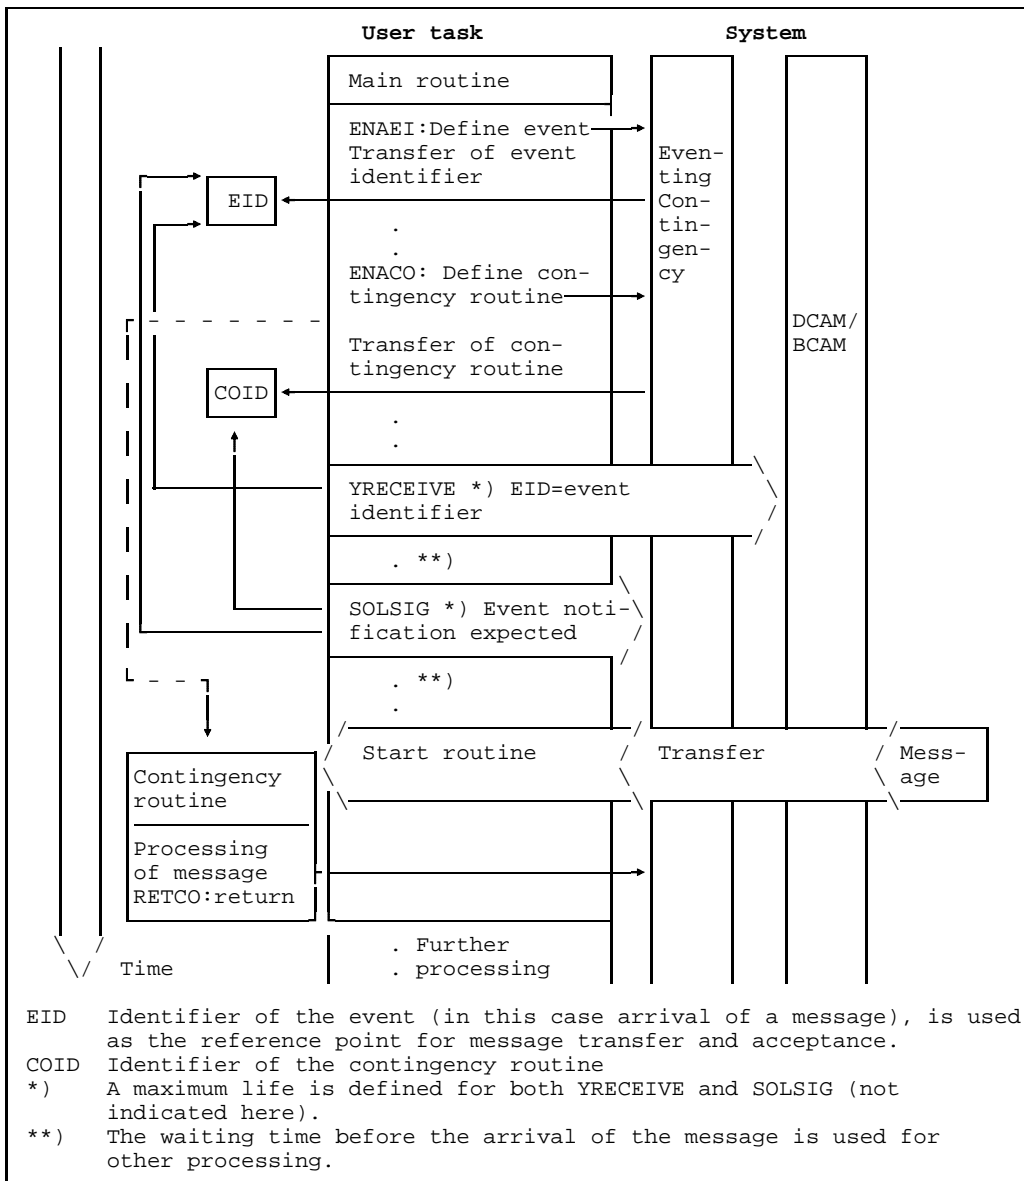 User task System
Main routine
ENAEI:Define event
Transfer of event
identifier
Even-
ting
Con-
tin-
gen-
cy
EID
.
.
ENACO: Define con-
tingency routine
DCAM/
BCAM
Transfer of con-
tingency routine
COID
.
.
YRECEIVE *) EID=event
identifier
. **)
SOLSIG *) Event noti-
fication expected
. **)
.
Start routine
Transfer
Mess-
age
Contingency
routine
Processing
of message
RETCO:return
. Further
. processing
Time
EID Identifier of the event (in this case arrival of a message), is used
as the reference point for message transfer and acceptance.
COID Identifier of the contingency routine
*) A maximum life is defined for both YRECEIVE and SOLSIG (not
indicated here).
**) The waiting time before the arrival of the message is used for
other processing.